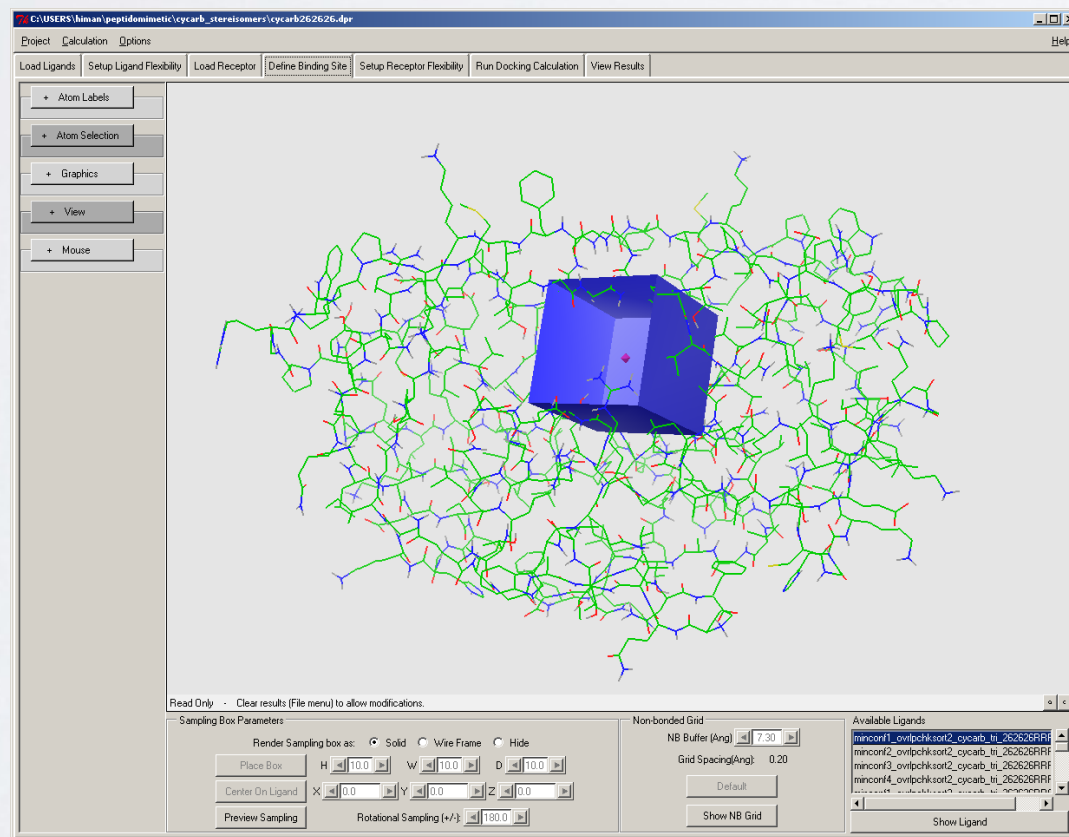 C:\USERS\himan\peptidomimetic\cycarb_stereisomers\cycarb262626.dpr
Project Calculation Options Help
Load Ligands Setup Ligand Flexibility Load Receptor Define Binding Site Setup Receptor Flexibility Run Docking Calculation View Results
+ Atom Labels
+ Atom Selection
+ Graphics
+ View
+ Mouse
Read Only - Clear results (File menu) to allow modifications.
Sampling Box Parameters
Render Sampling box as: Solid Wire Frame Hide
Place Box H 10.0 W 10.0 D 10.0
Center On Ligand X 0.0 Y 0.0 Z 0.0
Preview Sampling Rotational Sampling (+/-): 180.0
Non-bonded Grid
NB Buffer (Ang) 7.30
Grid Spacing(Ang): 0.20
Default
Show NB Grid
Available Ligands
minconf1_ovrlpchksort2_cycarb_tri_262626RRF
minconf2_ovrlpchksort2_cycarb_tri_262626RRF
minconf3_ovrlpchksort2_cycarb_tri_262626RRF
minconf4_ovrlpchksort2_cycarb_tri_262626RRF
Show Ligand